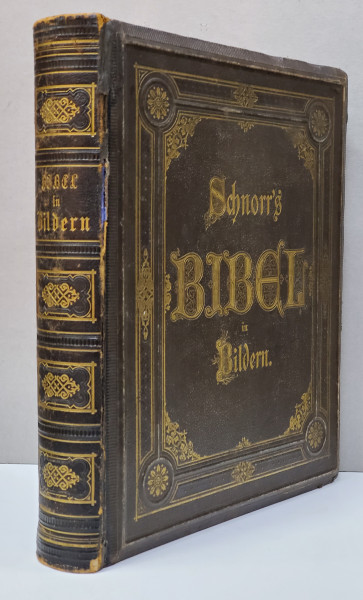 BIBEL
in
Bildern
Schnorr's
BIBEL
in
Bildern.